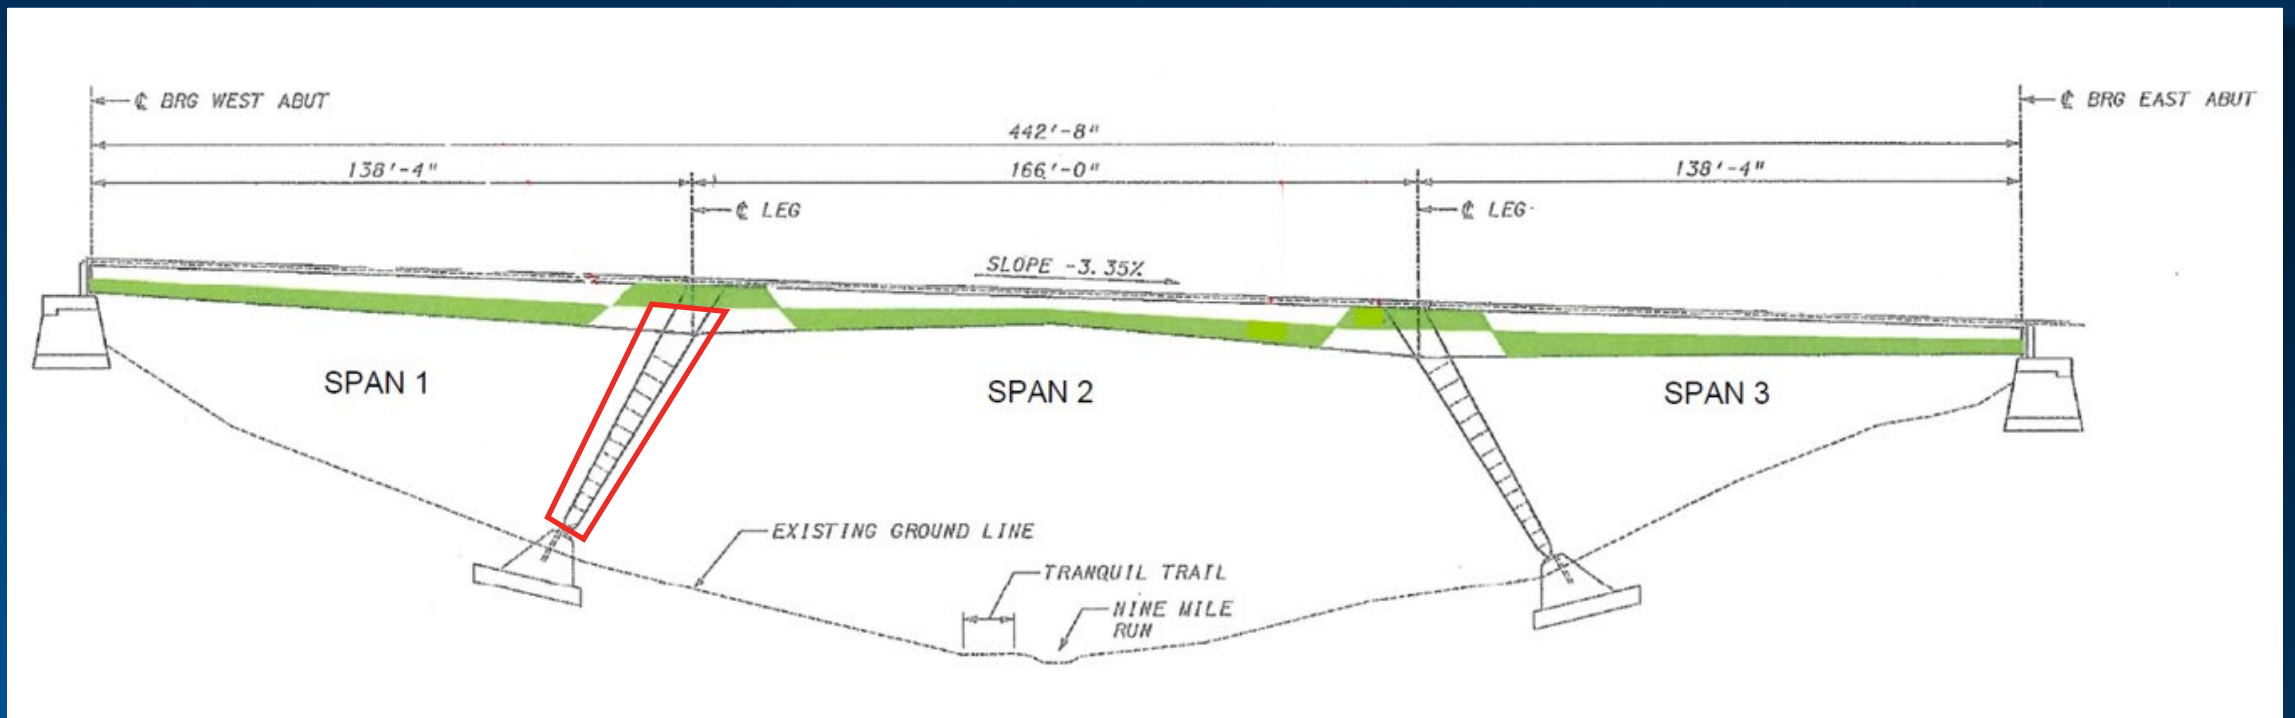 ℄ BRG WEST ABUT
℄ BRG EAST ABUT
442'-8"
138'-4"
166'-0"
138'-4"
℄ LEG
℄ LEG
SLOPE -3.35%
SPAN 1
SPAN 2
SPAN 3
EXISTING GROUND LINE
TRANQUIL TRAIL
NINE MILE
RUN